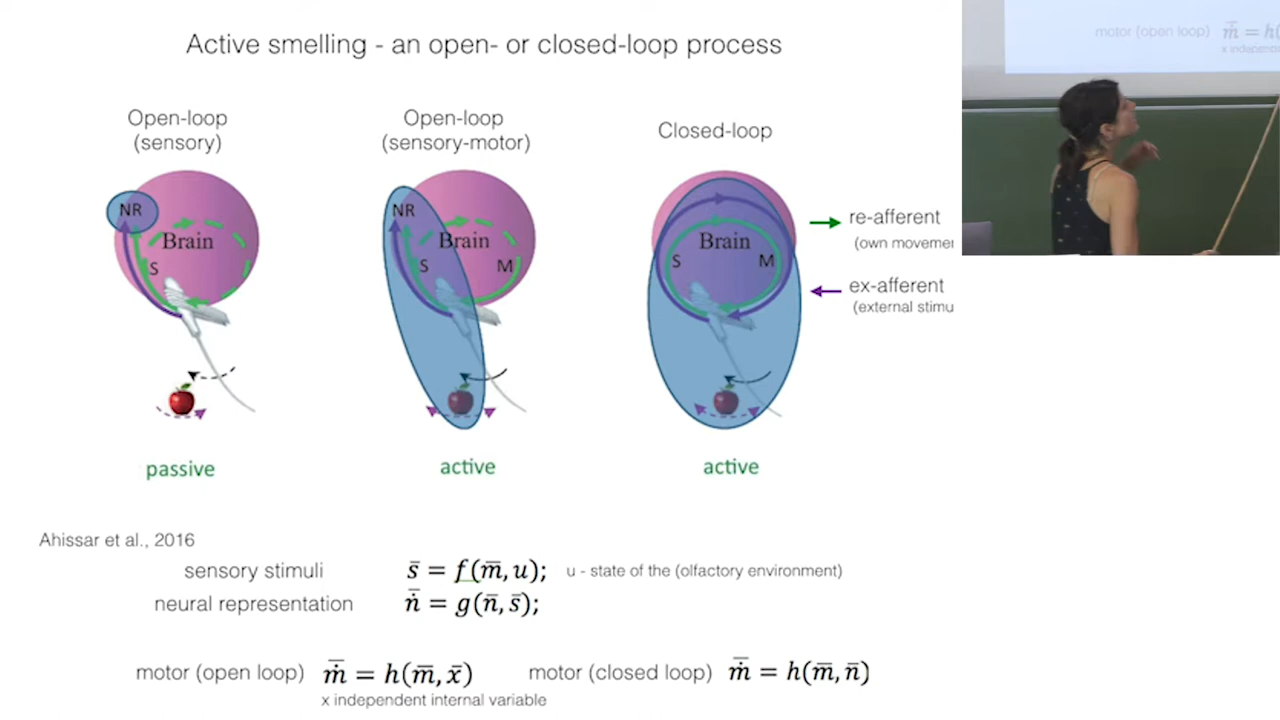 Active smelling - an open- or closed-loop process
Open-loop
(sensory)
Open-loop
(sensory-motor)
Closed-loop
NR
Brain
S
NR
Brain
S
M
Brain
S
M
re-afferent
(own movemer
ex-afferent
(external stimu
passive
active
active
Ahissar et al., 2016
sensory stimuli s̄ = f(m̄, u); u - state of the (olfactory environment)
neural representation n̄̇ = g(n̄, s̄);
motor (open loop) m̄̇ = h(m̄, x̄) motor (closed loop) m̄̇ = h(m̄, n̄)
x independent internal variable
motor (open loop) m̄̇ = h(
x independ